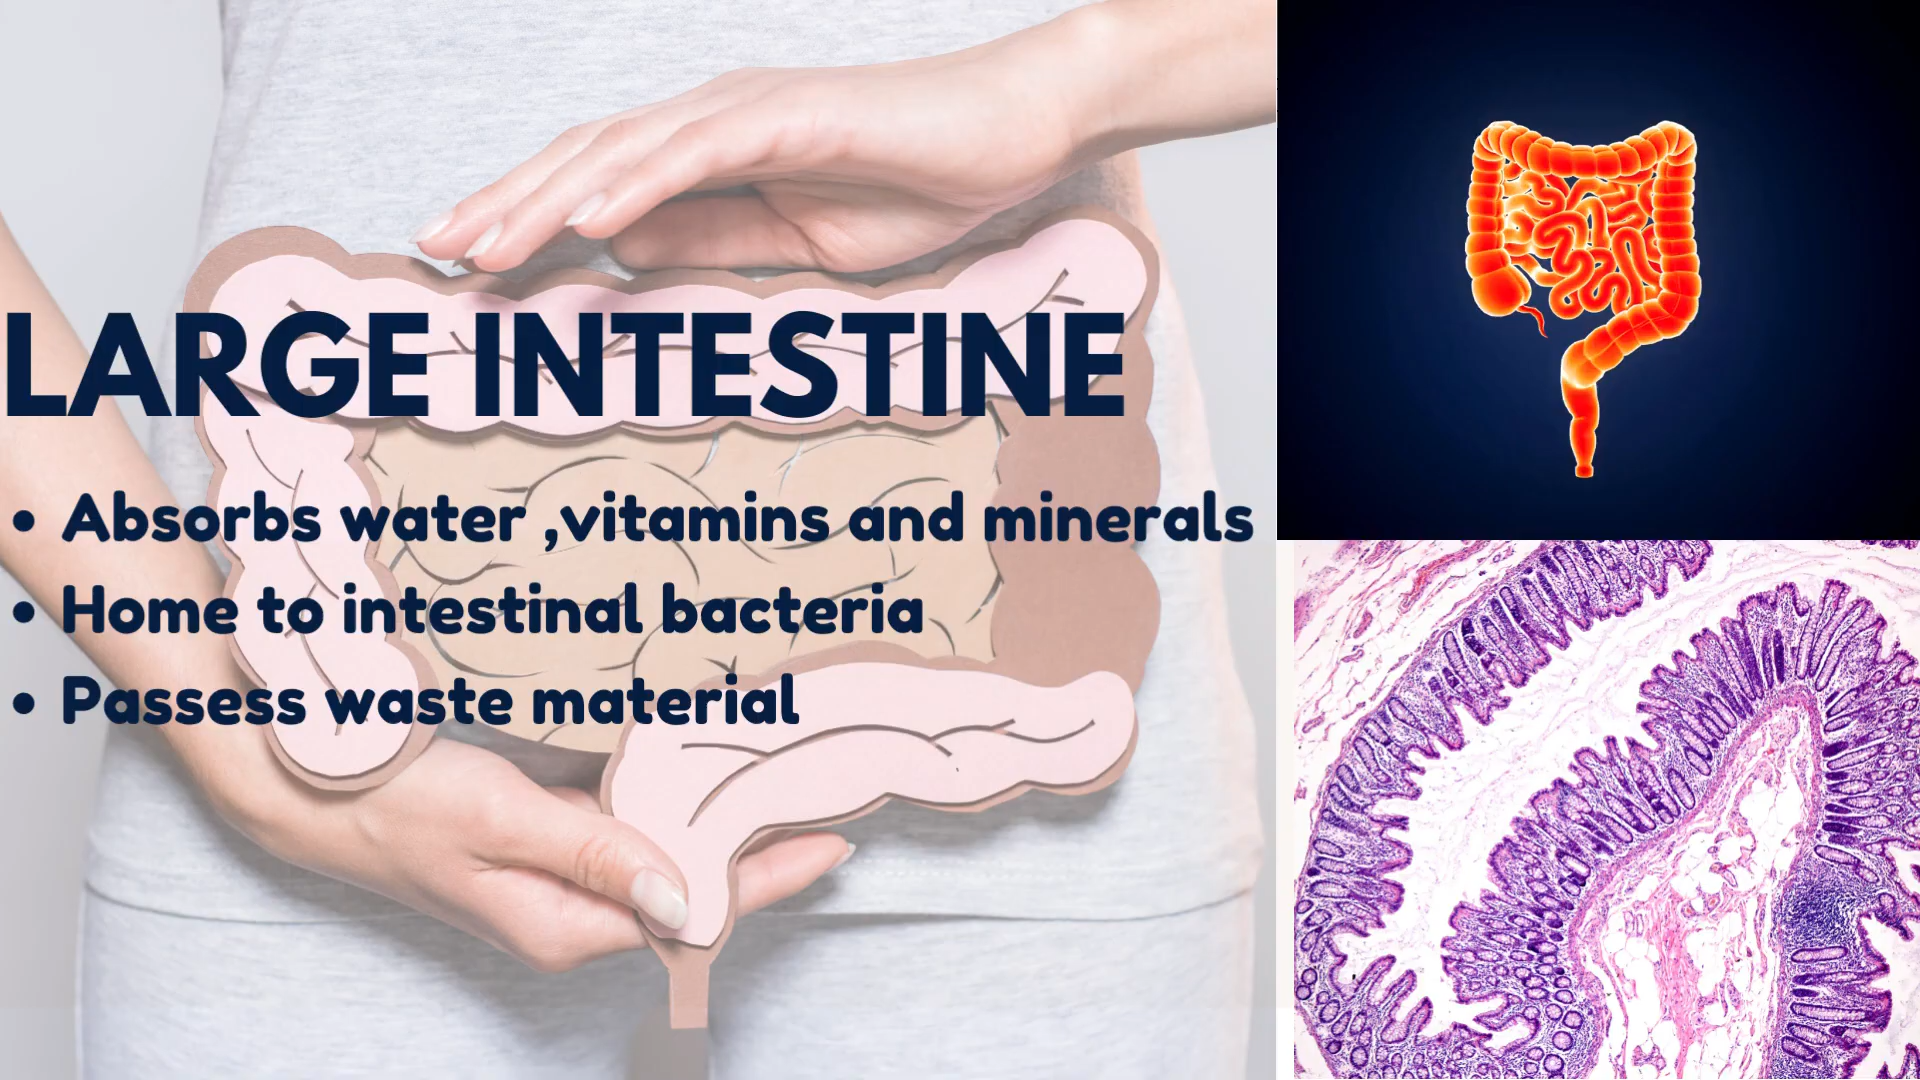 LARGE INTESTINE
• Absorbs water ,vitamins and minerals
• Home to intestinal bacteria
• Passess waste material